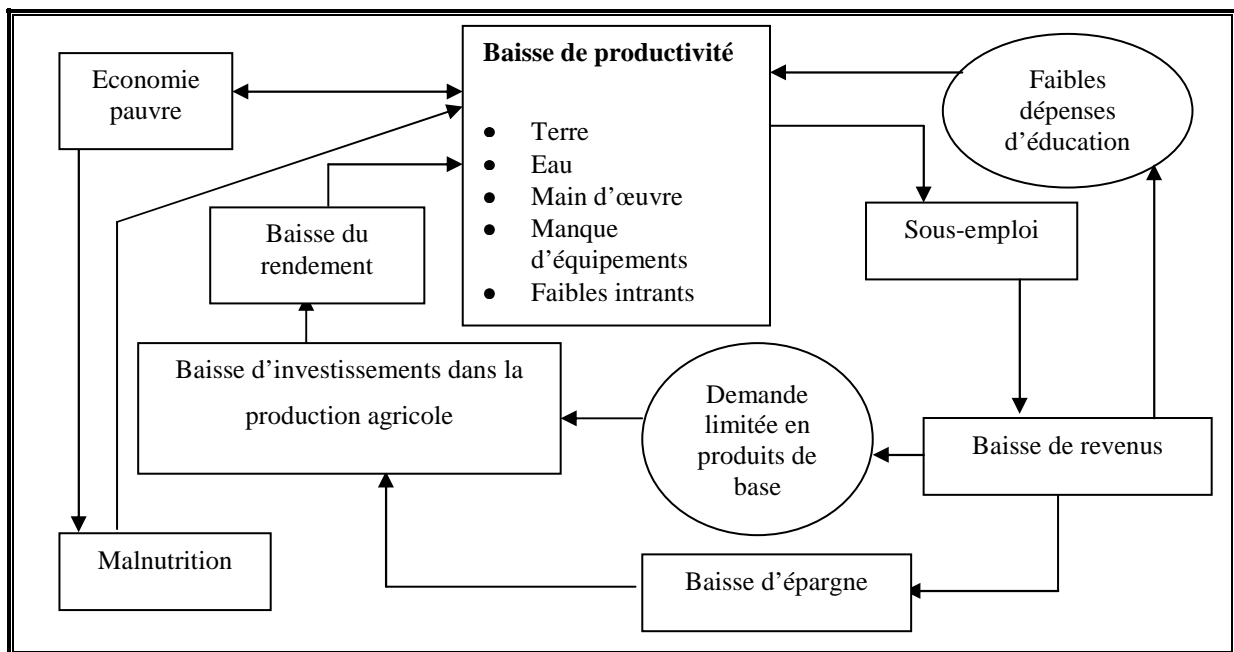 Baisse de productivité
Economie
pauvre
Faibles
dépenses
d’éducation
● Terre
● Eau
● Main d’œuvre
● Manque
d’équipements
● Faibles intrants
Baisse du
rendement
Sous-emploi
Baisse d’investissements dans la
production agricole
Demande
limitée en
produits de
base
Baisse de revenus
Malnutrition
Baisse d’épargne